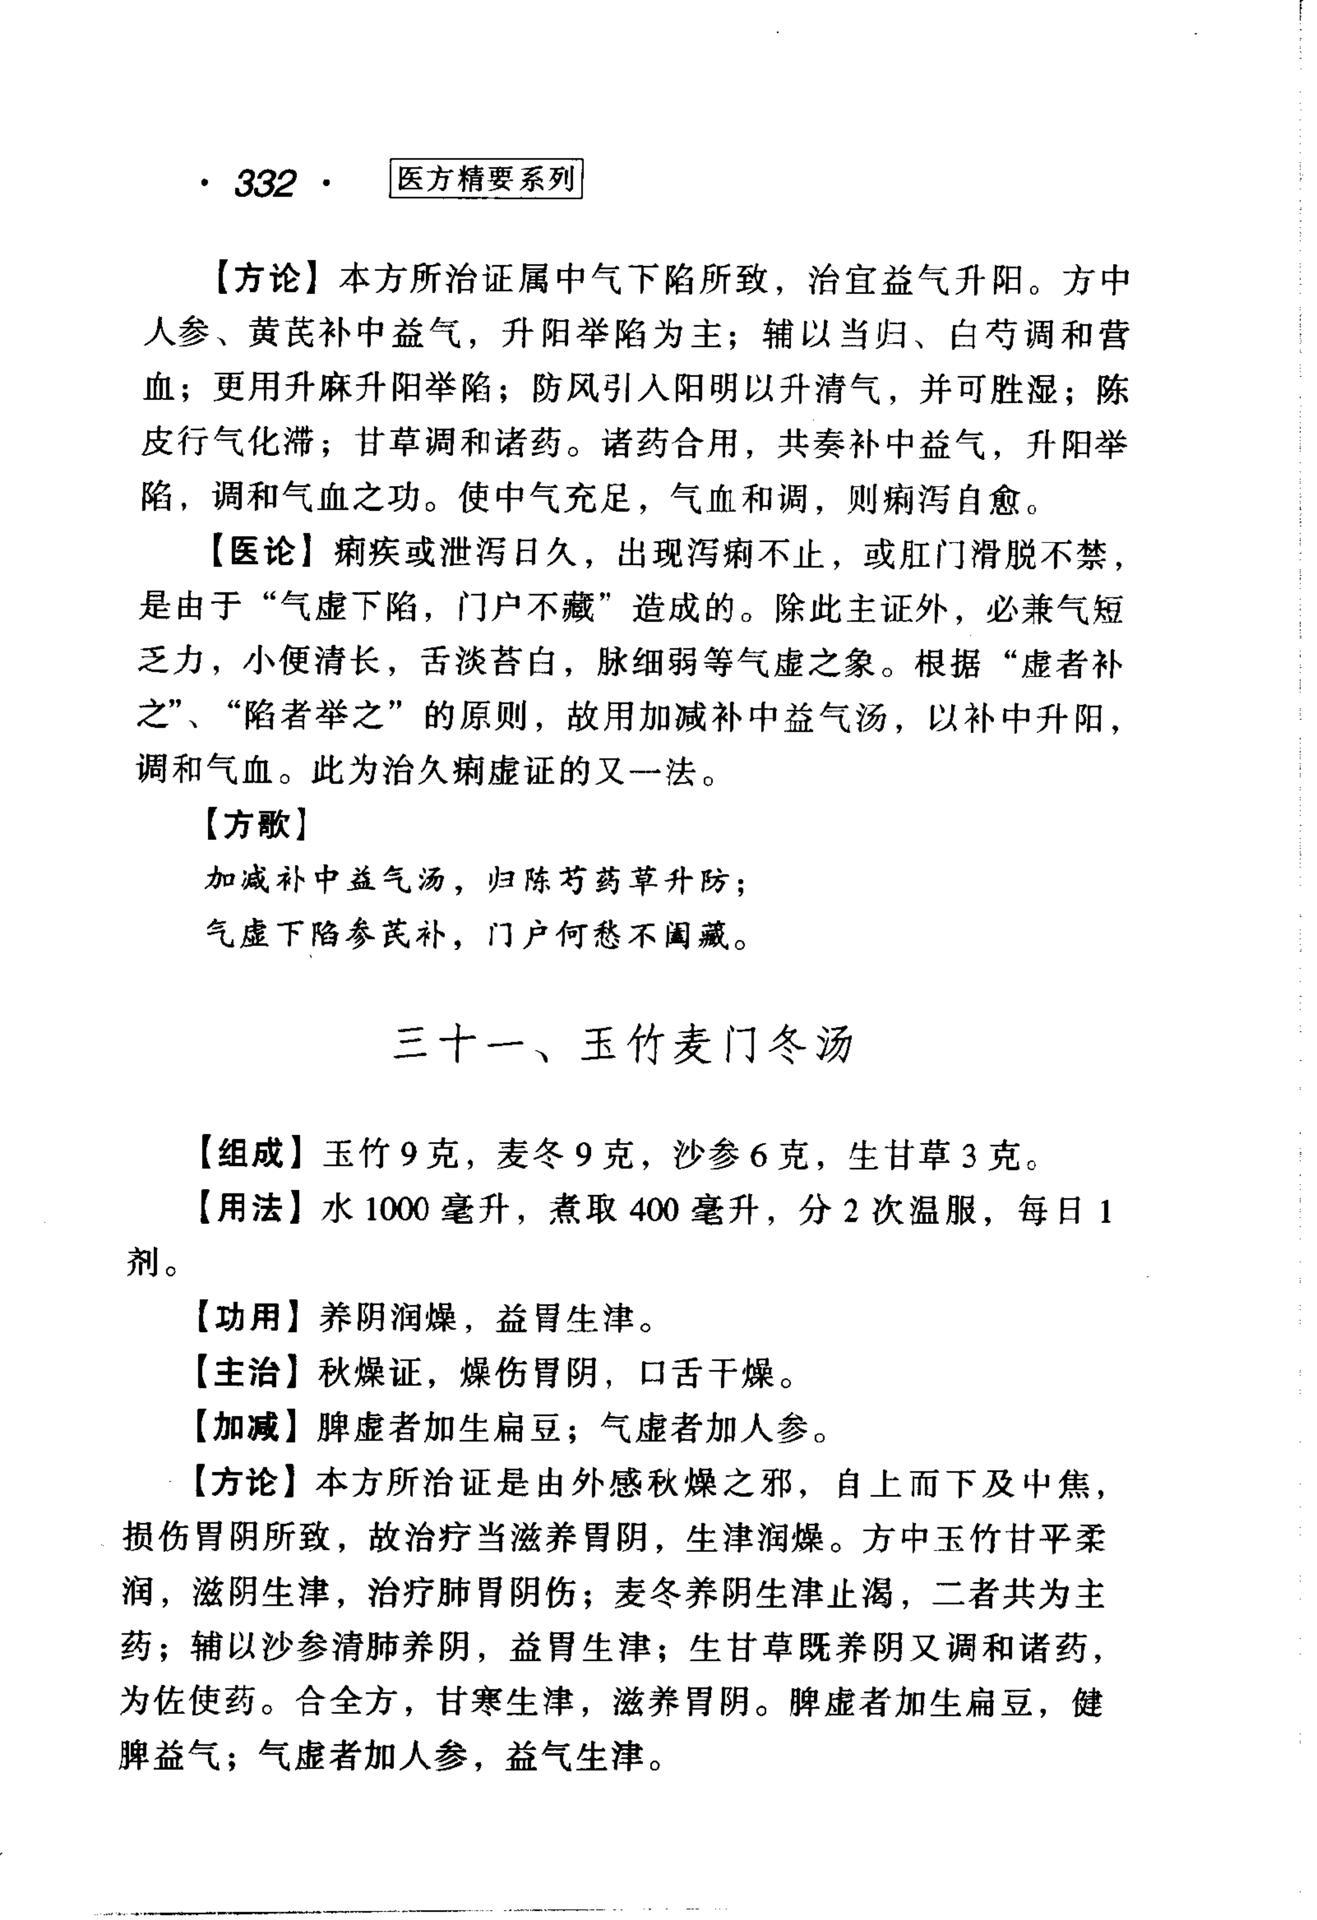 · 332 · 医方精要系列
【方论】本方所治证属中气下陷所致，治宜益气升阳。方中
人参、黄芪补中益气，升阳举陷为主；辅以当归、白芍调和营
血；更用升麻升阳举陷；防风引入阳明以升清气，并可胜湿；陈
皮行气化滞；甘草调和诸药。诸药合用，共奏补中益气，升阳举
陷，调和气血之功。使中气充足，气血和调，则痢泻自愈。
【医论】痢疾或泄泻日久，出现泻痢不止，或肛门滑脱不禁，
是由于“气虚下陷，门户不藏”造成的。除此主证外，必兼气短
乏力，小便清长，舌淡苔白，脉细弱等气虚之象。根据“虚者补
之”、“陷者举之”的原则，故用加减补中益气汤，以补中升阳，
调和气血。此为治久痢虚证的又一法。
【方歌】
加减补中益气汤，归陈芍药草升防；
气虚下陷参芪补，门户何愁不阖藏。
三十一、玉竹麦门冬汤
【组成】玉竹9克，麦冬9克，沙参6克，生甘草3克。
【用法】水1000毫升，煮取400毫升，分2次温服，每日1
剂。
【功用】养阴润燥，益胃生津。
【主治】秋燥证，燥伤胃阴，口舌干燥。
【加减】脾虚者加生扁豆；气虚者加人参。
【方论】本方所治证是由外感秋燥之邪，自上而下及中焦，
损伤胃阴所致，故治疗当滋养胃阴，生津润燥。方中玉竹甘平柔
润，滋阴生津，治疗肺胃阴伤；麦冬养阴生津止渴，二者共为主
药；辅以沙参清肺养阴，益胃生津；生甘草既养阴又调和诸药，
为佐使药。合全方，甘寒生津，滋养胃阴。脾虚者加生扁豆，健
脾益气；气虚者加人参，益气生津。